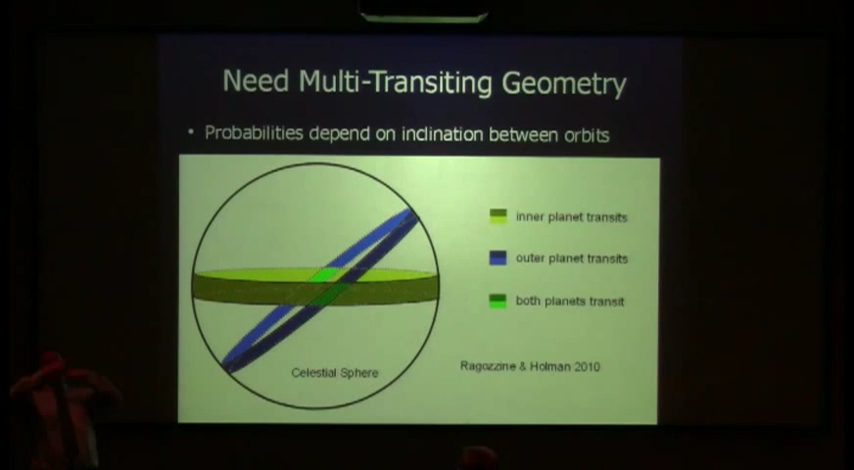 Need Multi-Transiting Geometry
• Probabilities depend on inclination between orbits
inner planet transits
outer planet transits
both planets transit
Celestial Sphere
Ragozzine & Holman 2010